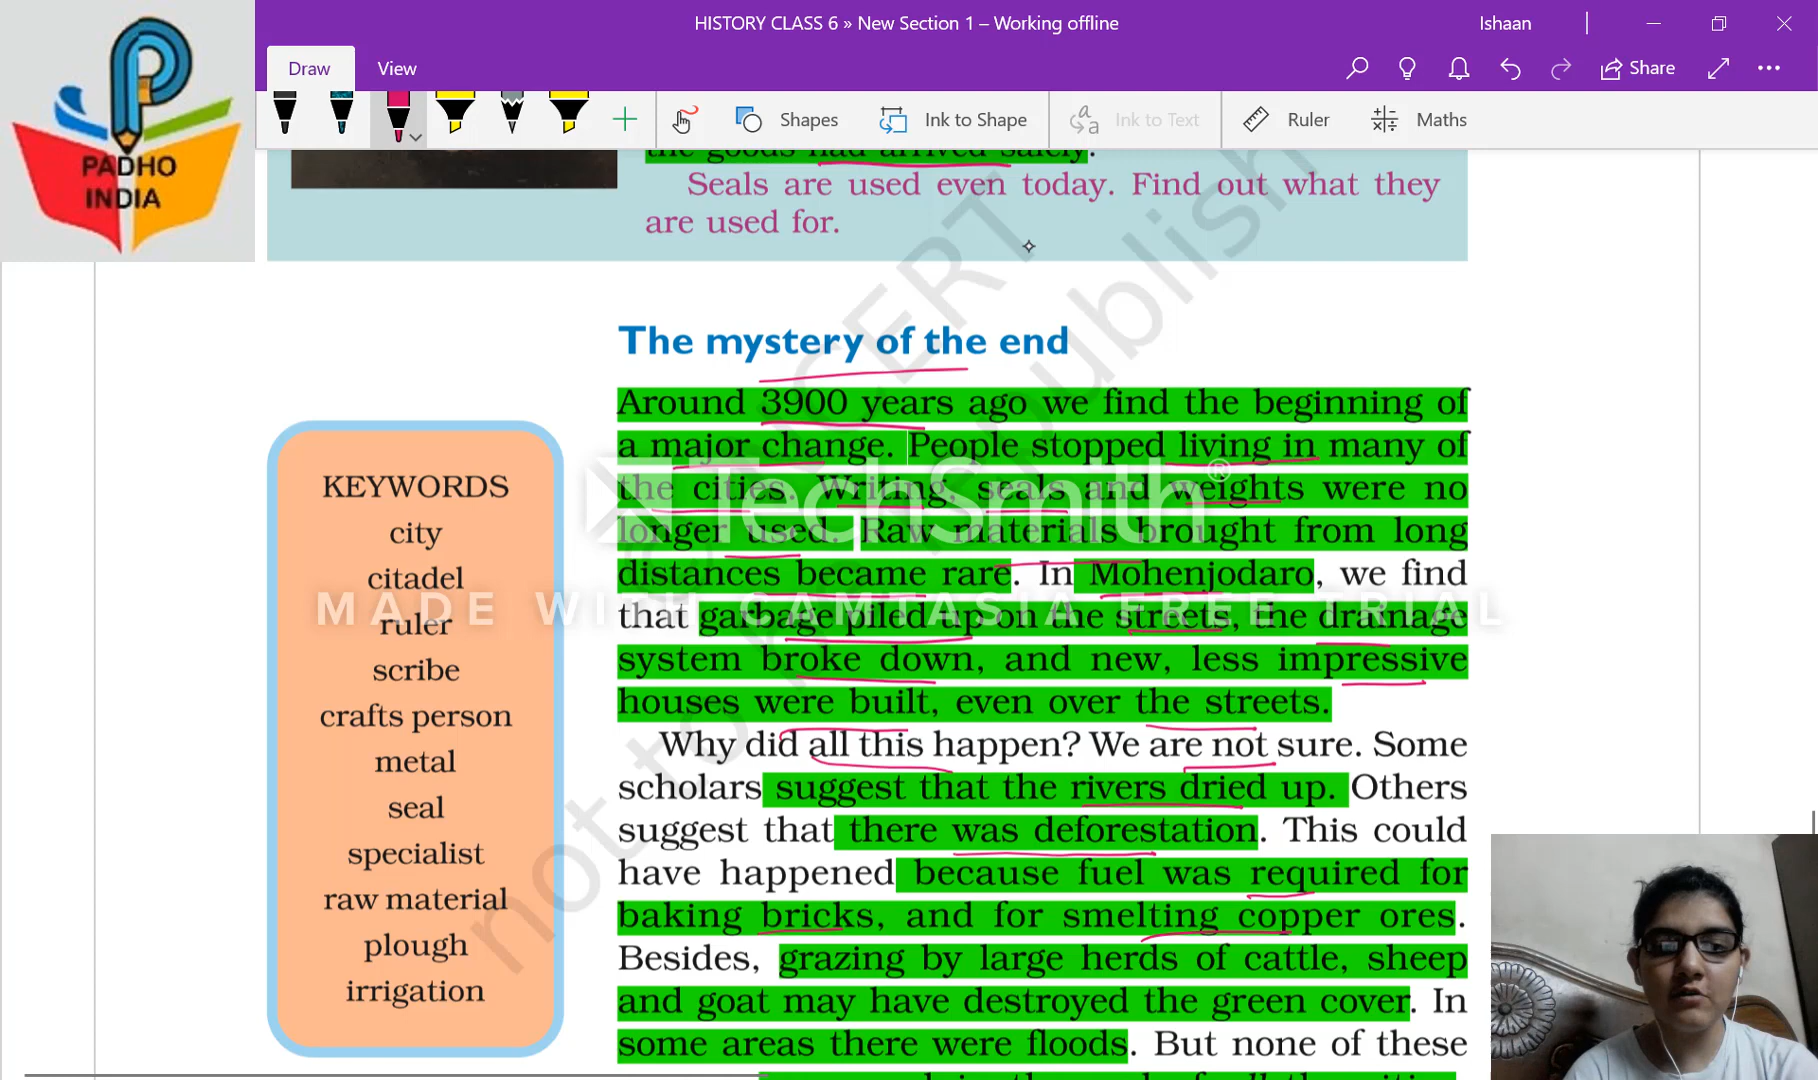 HISTORY CLASS 6 » New Section 1 – Working offline
Ishaan
Draw
View
Share
Shapes
Ink to Shape
Ink to Text
Ruler
Maths
PADHO
INDIA
the goods had arrived safely.
Seals are used even today. Find out what they
are used for.
The mystery of the end
Around 3900 years ago we find the beginning of
a major change. People stopped living in many of
the cities. Writing, seals and weights were no
longer used. Raw materials brought from long
distances became rare. In Mohenjodaro, we find
that garbage piled up on the streets, the drainage
system broke down, and new, less impressive
houses were built, even over the streets.
Why did all this happen? We are not sure. Some
scholars suggest that the rivers dried up. Others
suggest that there was deforestation. This could
have happened because fuel was required for
baking bricks, and for smelting copper ores.
Besides, grazing by large herds of cattle, sheep
and goat may have destroyed the green cover. In
some areas there were floods. But none of these
KEYWORDS
city
citadel
ruler
scribe
crafts person
metal
seal
specialist
raw material
plough
irrigation
TechSmith®
MADE WITH CAMTASIA FREE TRIAL
not to
publish